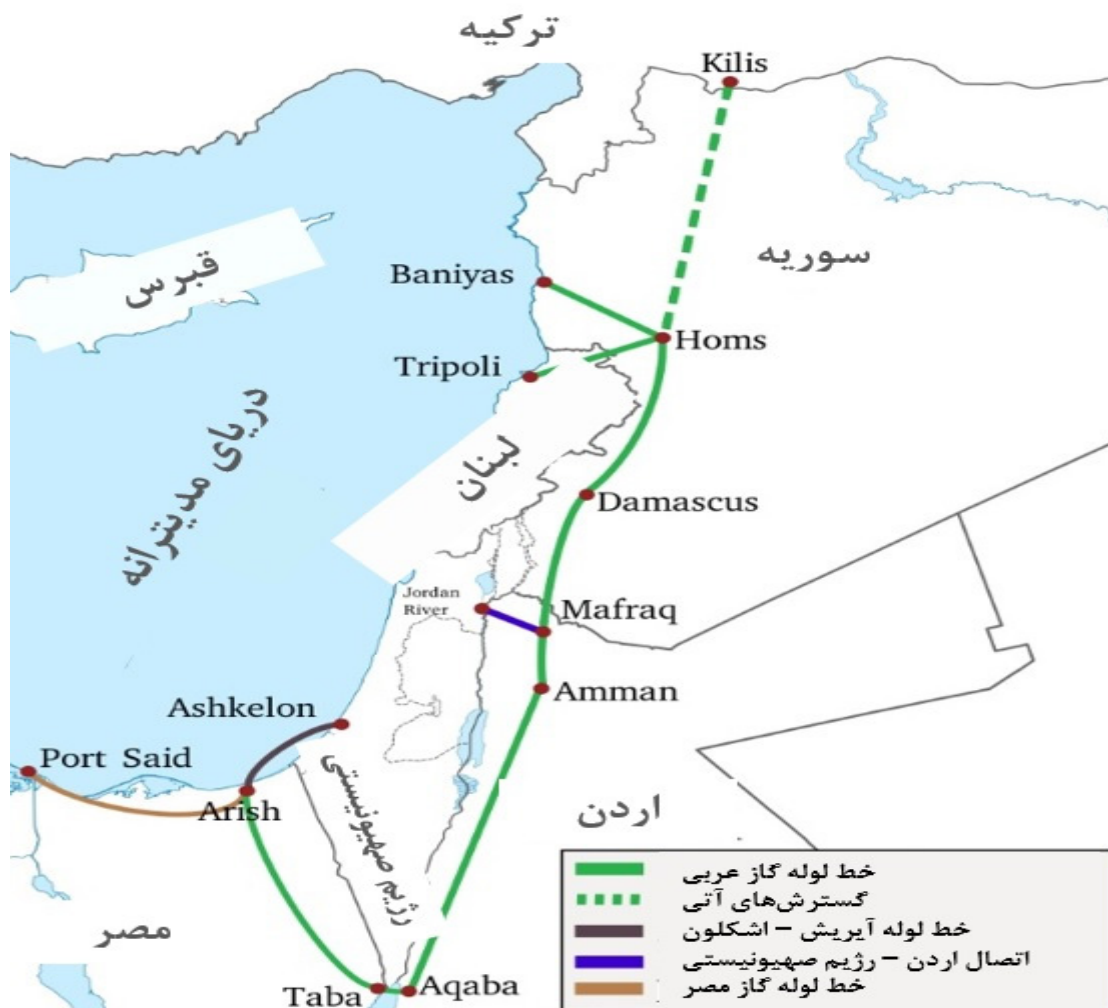 ترکیه
Kilis
سوریه
قبرس
Baniyas
Homs
Tripoli
دریای مدیترانه
لبنان
Damascus
Jordan
River
Mafraq
Amman
Ashkelon
Port Said
Arish
رژیم صهیونیستی
اردن
مصر
Taba
Aqaba
خط لوله گاز عربی
گسترش‌های آتی
خط لوله آیریش – اشکلون
اتصال اردن – رژیم صهیونیستی
خط لوله گاز مصر